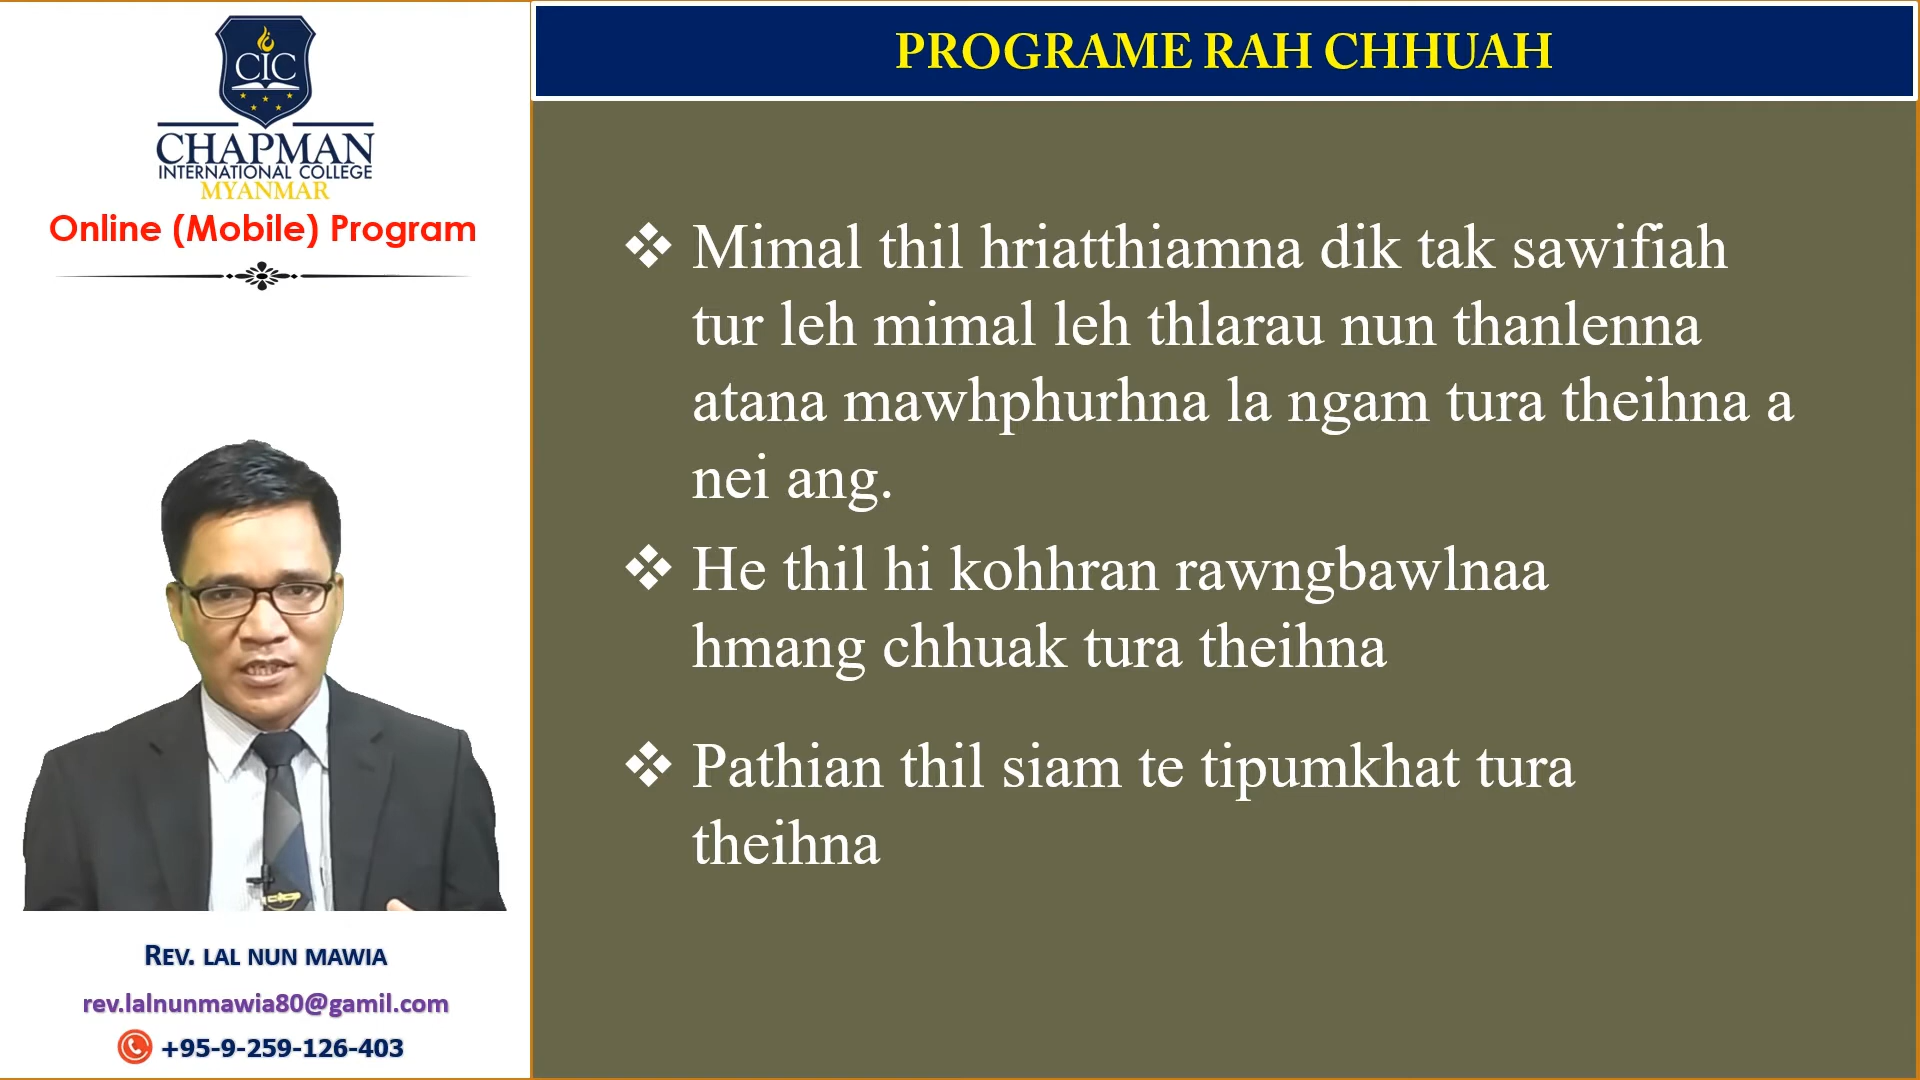 CIC
CHAPMAN
INTERNATIONAL COLLEGE
MYANMAR
Online (Mobile) Program
REV. LAL NUN MAWIA
rev.lalnunmawia80@gamil.com
+95-9-259-126-403
PROGRAME RAH CHHUAH
❖ Mimal thil hriatthiamna dik tak sawifiah
tur leh mimal leh thlarau nun thanlenna
atana mawhphurhna la ngam tura theihna a
nei ang.
❖ He thil hi kohhran rawngbawlnaa
hmang chhuak tura theihna
❖ Pathian thil siam te tipumkhat tura
theihna